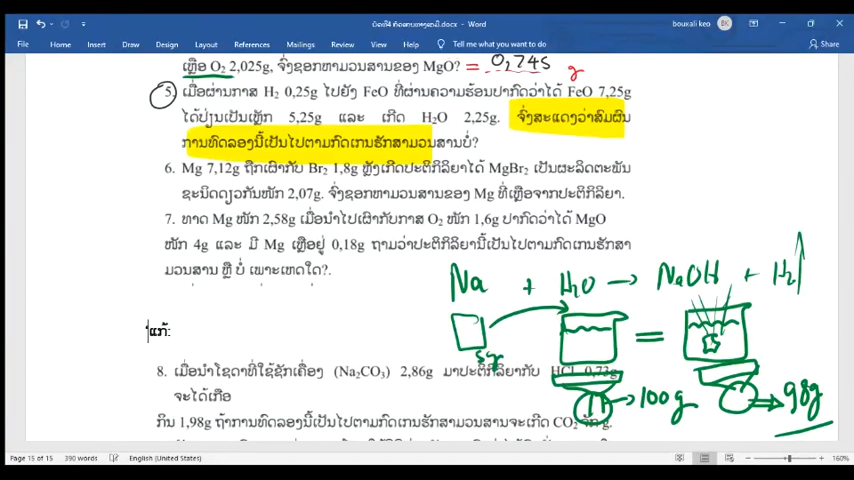 ບົດທີ4 ກົດເກນທາງເຄມີ.docx - Word
bouxali keo
BK
File Home Insert Draw Design Layout References Mailings Review View Help Tell me what you want to do Share
ເຫຼືອ O2 2,025g, ຈົ່ງຊອກຫາມວນສານຂອງ MgO? = 0,745 g
5. ເມື່ອຜ່ານກາສ H2 0,25g ໄປຍັງ FeO ທີ່ຜ່ານຄວາມຮ້ອນປາກົດວ່າໄດ້ FeO 7,25g
ໄດ້ປ່ຽນເປັນເຫຼັກ 5,25g ແລະ ເກີດ H2O 2,25g. ຈົ່ງສະແດງວ່າສົມຜົນ
ການທົດລອງນີ້ເປັນໄປຕາມກົດເກນຮັກສາມວນສານບໍ່?
6. Mg 7,12g ຖືກເຜົາກັບ Br2 1,8g ຫຼັງເກີດປະຕິກິລິຍາໄດ້ MgBr2 ເປັນຜະລິດຕະພັນ
ຊະນິດດຽວກັນໜັກ 2,07g. ຈົ່ງຊອກຫາມວນສານຂອງ Mg ທີ່ເຫຼືອຈາກປະຕິກິລິຍາ.
7. ທາດ Mg ໜັກ 2,58g ເມື່ອນໍາໄປເຜົາກັບກາສ O2 ໜັກ 1,6g ປາກົດວ່າໄດ້ MgO
ໜັກ 4g ແລະ ມີ Mg ເຫຼືອຢູ່ 0,18g ຖາມວ່າປະຕິກິລິຍານີ້ເປັນໄປຕາມກົດເກນຮັກສາ
ມວນສານ ຫຼື ບໍ່ ເພາະເຫດໃດ?.
Na + H2O → NaOH + H2↑
ແກ້:
5g
=
8. ເມື່ອນໍາໂຊດາທີ່ໃຊ້ຊັກເຄື່ອງ (Na2CO3) 2,86g ມາປະຕິກິລິຍາກັບ HCl 0,73g
ຈະໄດ້ເກືອ
100g
98g
ກິນ 1,98g ຖ້າການທົດລອງນີ້ເປັນໄປຕາມກົດເກນຮັກສາມວນສານຈະເກີດ CO2 ຈັກ g.
Page 15 of 15 390 words English (United States) 160%